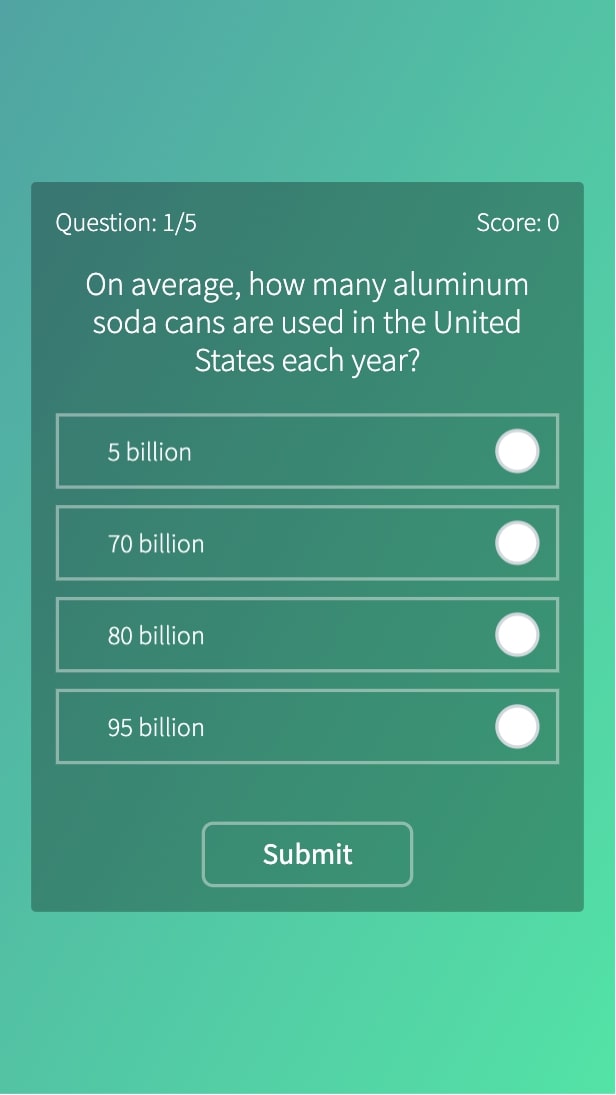 Question: 1/5
Score: 0
On average, how many aluminum
soda cans are used in the United
States each year?
5 billion
70 billion
80 billion
95 billion
Submit